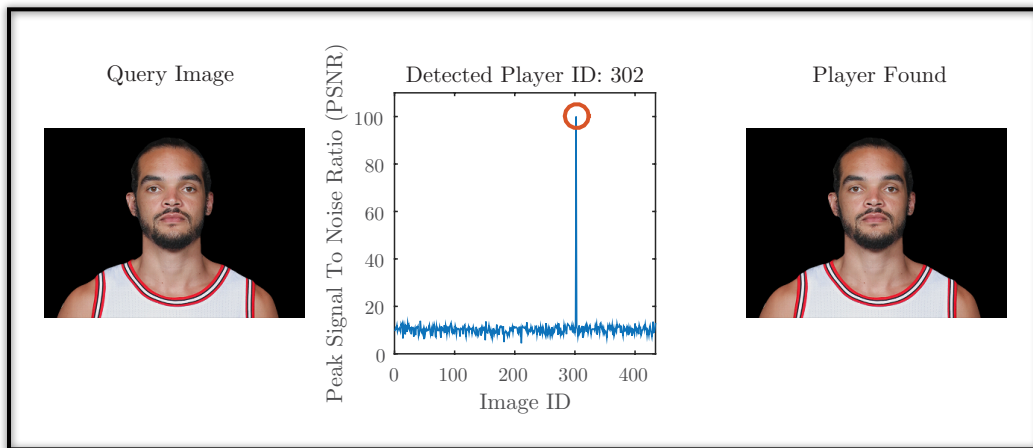 Query Image
Detected Player ID: 302
Player Found
Peak Signal To Noise Ratio (PSNR)
100
80
60
40
20
0
0 100 200 300 400
Image ID